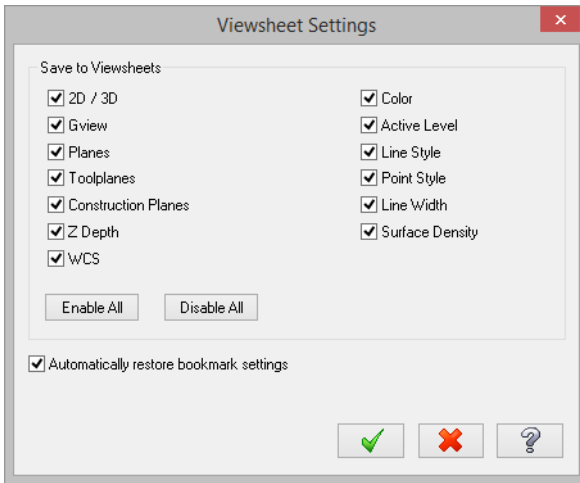 Viewsheet Settings
Save to Viewsheets
2D / 3D
Gview
Planes
Toolplanes
Construction Planes
Z Depth
WCS
Color
Active Level
Line Style
Point Style
Line Width
Surface Density
Enable All Disable All
Automatically restore bookmark settings